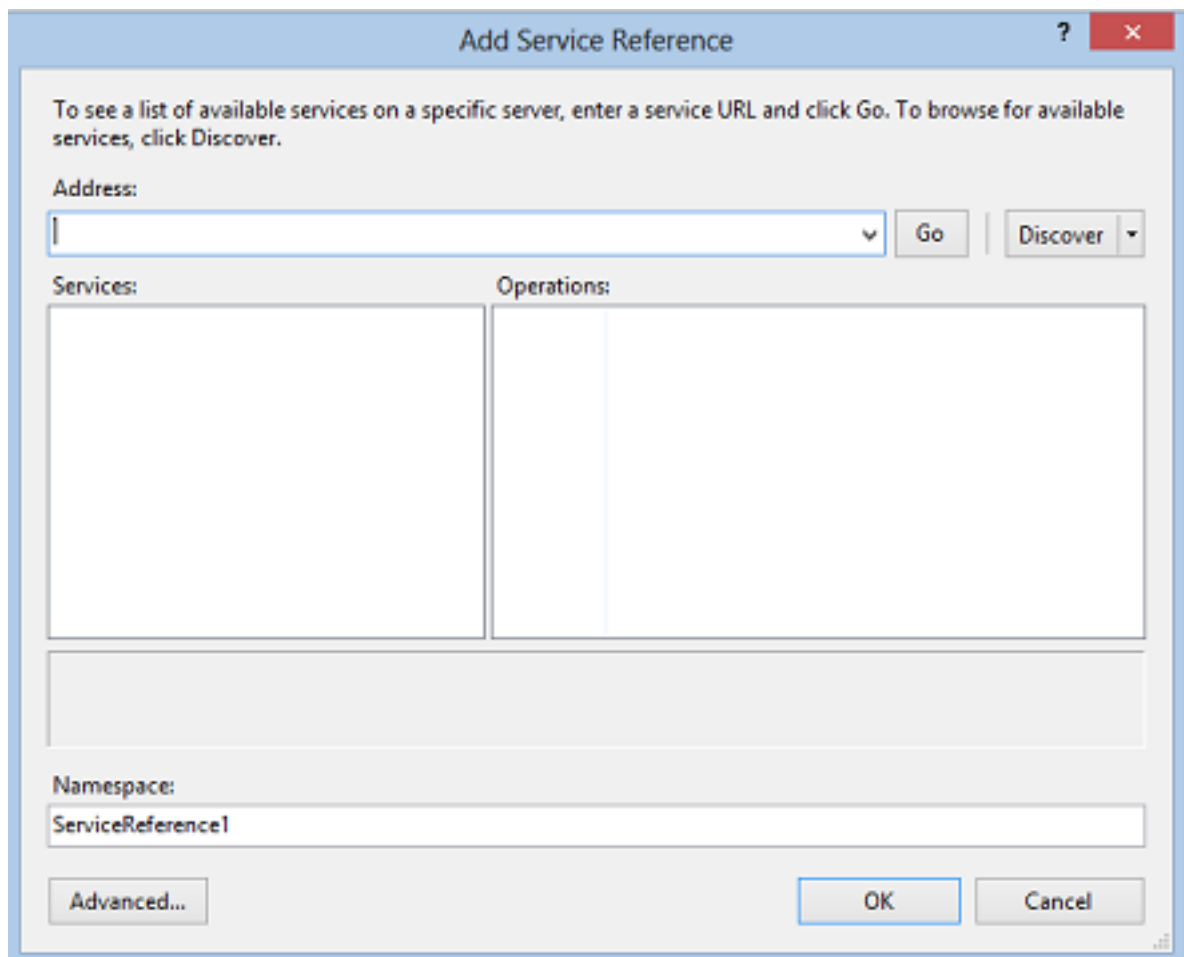 Add Service Reference
?
To see a list of available services on a specific server, enter a service URL and click Go. To browse for available
services, click Discover.
Address:
Go
Discover
Services:
Operations:
Namespace:
ServiceReference1
Advanced...
OK
Cancel